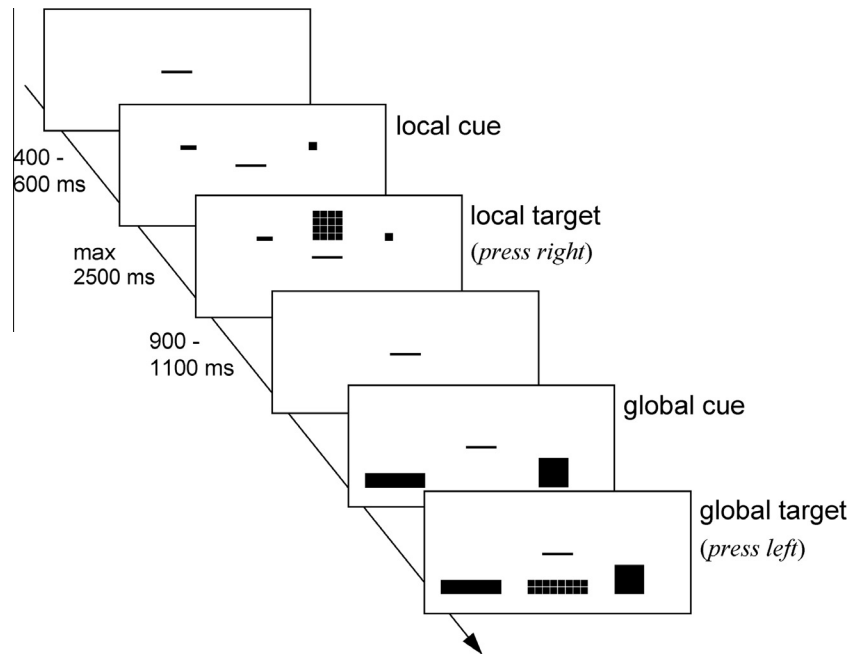 local cue
400 -
600 ms
local target
(press right)
max
2500 ms
900 -
1100 ms
global cue
global target
(press left)